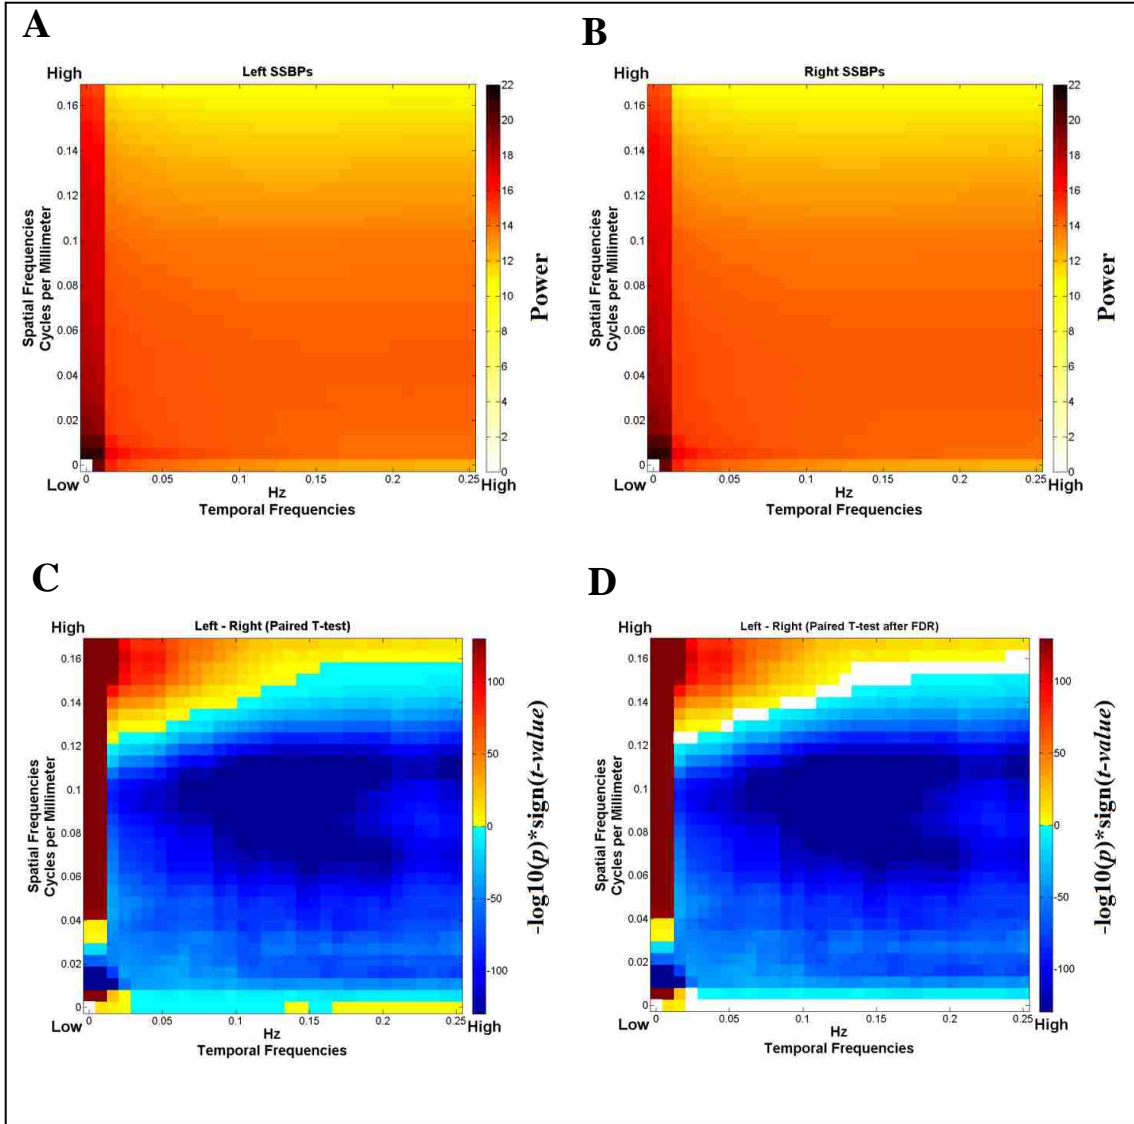 A
Left SSBPs
High
0.16
0.14
0.12
0.1
0.08
0.06
0.04
0.02
0
Spatial Frequencies
Cycles per Millimeter
0 0.05 0.1 0.15 0.2 0.25
Low Hz High
Temporal Frequencies
22
20
18
16
14
12
10
8
6
4
2
0
Power
B
Right SSBPs
High
0.16
0.14
0.12
0.1
0.08
0.06
0.04
0.02
0
Spatial Frequencies
Cycles per Millimeter
0 0.05 0.1 0.15 0.2 0.25
Low Hz High
Temporal Frequencies
22
20
18
16
14
12
10
8
6
4
2
0
Power
C
Left - Right (Paired T-test)
High
0.16
0.14
0.12
0.1
0.08
0.06
0.04
0.02
0
Spatial Frequencies
Cycles per Millimeter
0 0.05 0.1 0.15 0.2 0.25
Low Hz High
Temporal Frequencies
100
50
0
-50
-100
-log10(p)*sign(t-value)
D
Left - Right (Paired T-test after FDR)
High
0.16
0.14
0.12
0.1
0.08
0.06
0.04
0.02
0
Spatial Frequencies
Cycles per Millimeter
0 0.05 0.1 0.15 0.2 0.25
Low Hz High
Temporal Frequencies
100
50
0
-50
-100
-log10(p)*sign(t-value)